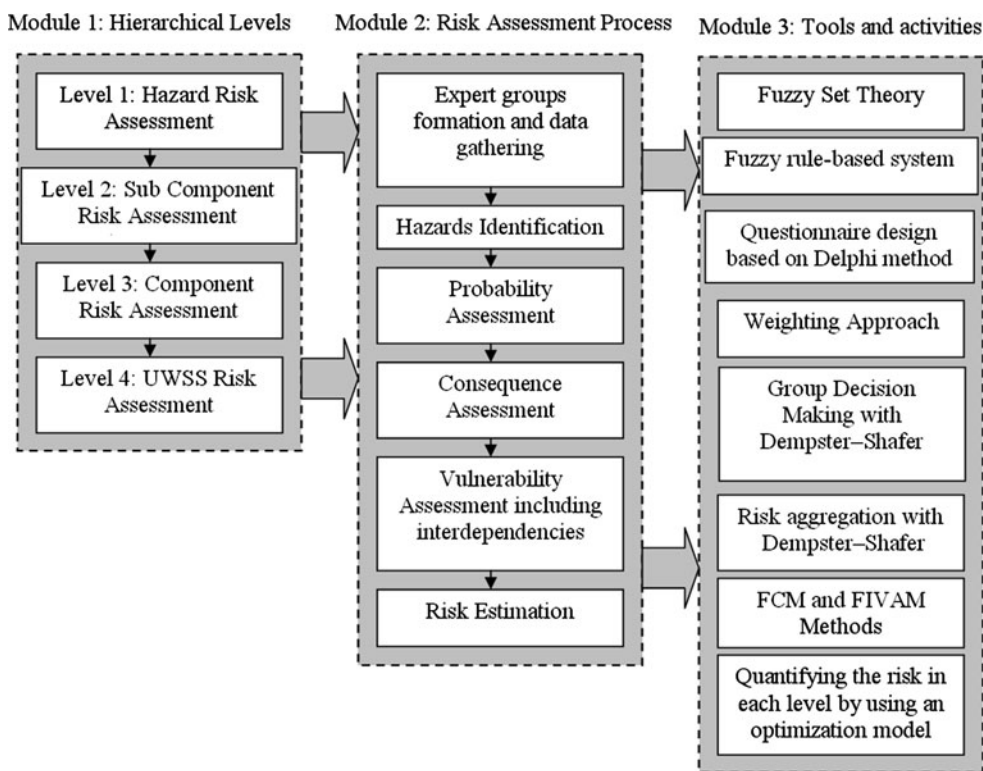 Module 1: Hierarchical Levels
Level 1: Hazard Risk
Assessment
Level 2: Sub Component
Risk Assessment
Level 3: Component
Risk Assessment
Level 4: UWSS Risk
Assessment
Module 2: Risk Assessment Process
Expert groups
formation and data
gathering
Hazards Identification
Probability
Assessment
Consequence
Assessment
Vulnerability
Assessment including
interdependencies
Risk Estimation
Module 3: Tools and activities
Fuzzy Set Theory
Fuzzy rule-based system
Questionnaire design
based on Delphi method
Weighting Approach
Group Decision
Making with
Dempster–Shafer
Risk aggregation with
Dempster–Shafer
FCM and FIVAM
Methods
Quantifying the risk in
each level by using an
optimization model